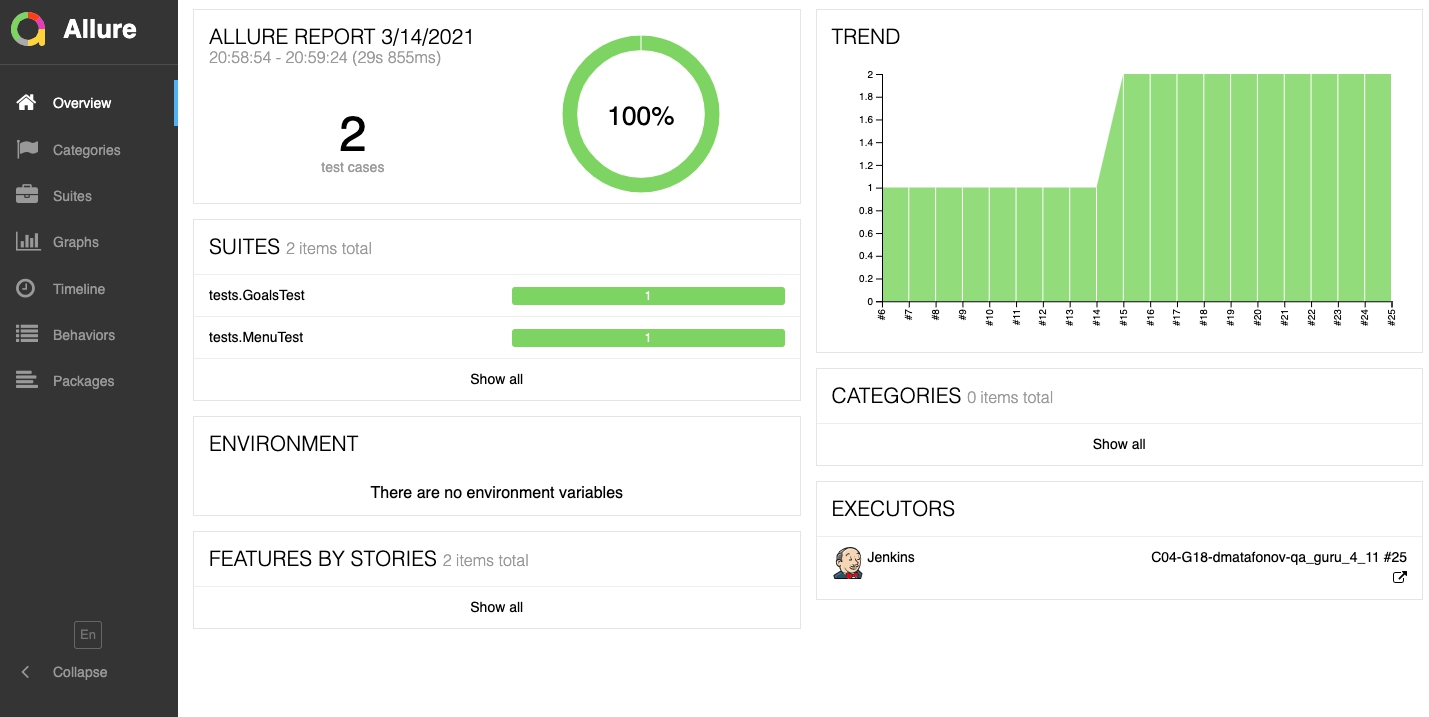 Allure
Overview
Categories
Suites
Graphs
Timeline
Behaviors
Packages
En
Collapse
ALLURE REPORT 3/14/2021
20:58:54 - 20:59:24 (29s 855ms)
2
test cases
100%
SUITES 2 items total
tests.GoalsTest 1
tests.MenuTest 1
Show all
ENVIRONMENT
There are no environment variables
FEATURES BY STORIES 2 items total
Show all
TREND
2
1.8
1.6
1.4
1.2
1
0.8
0.6
0.4
0.2
0
#6 #7 #8 #9 #10 #11 #12 #13 #14 #15 #16 #17 #18 #19 #20 #21 #22 #23 #24 #25
CATEGORIES 0 items total
Show all
EXECUTORS
Jenkins C04-G18-dmatafonov-qa_guru_4_11 #25